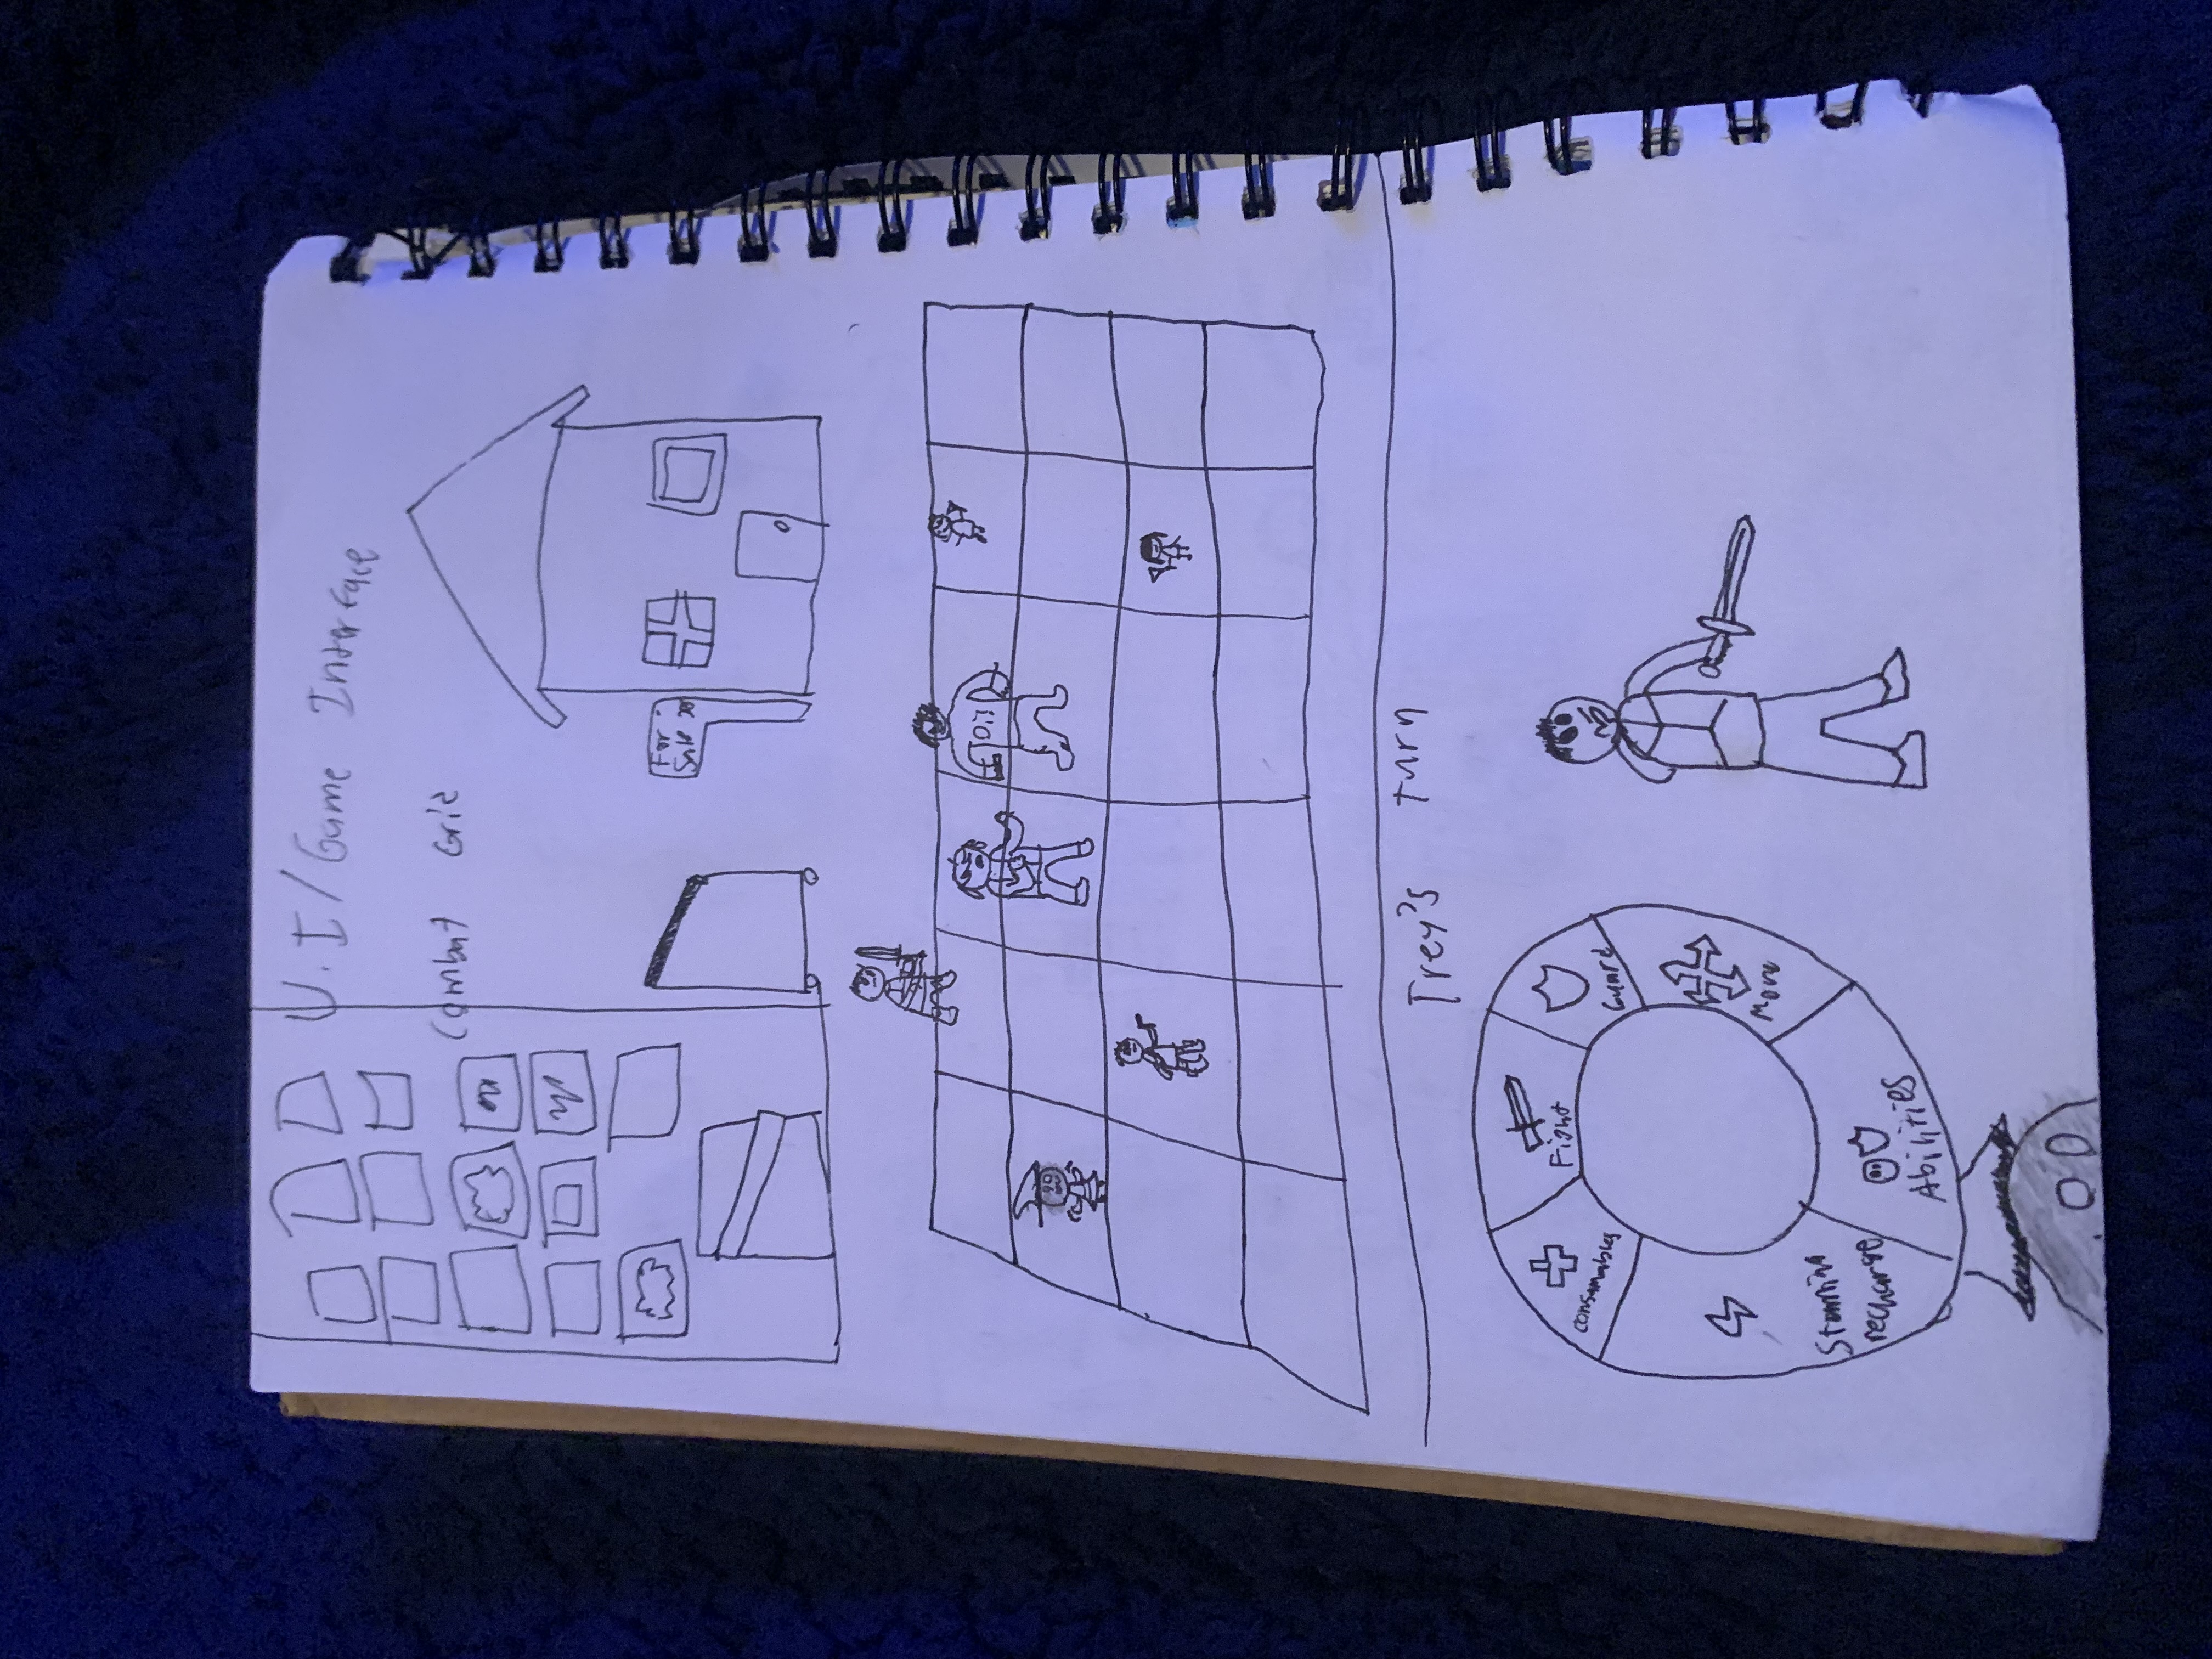 U.I/Game Interface
Combat Grid
For
Sale
Trey's turn
Fight
Consumables
Guard
Move
Stamina
recharge
Abilities